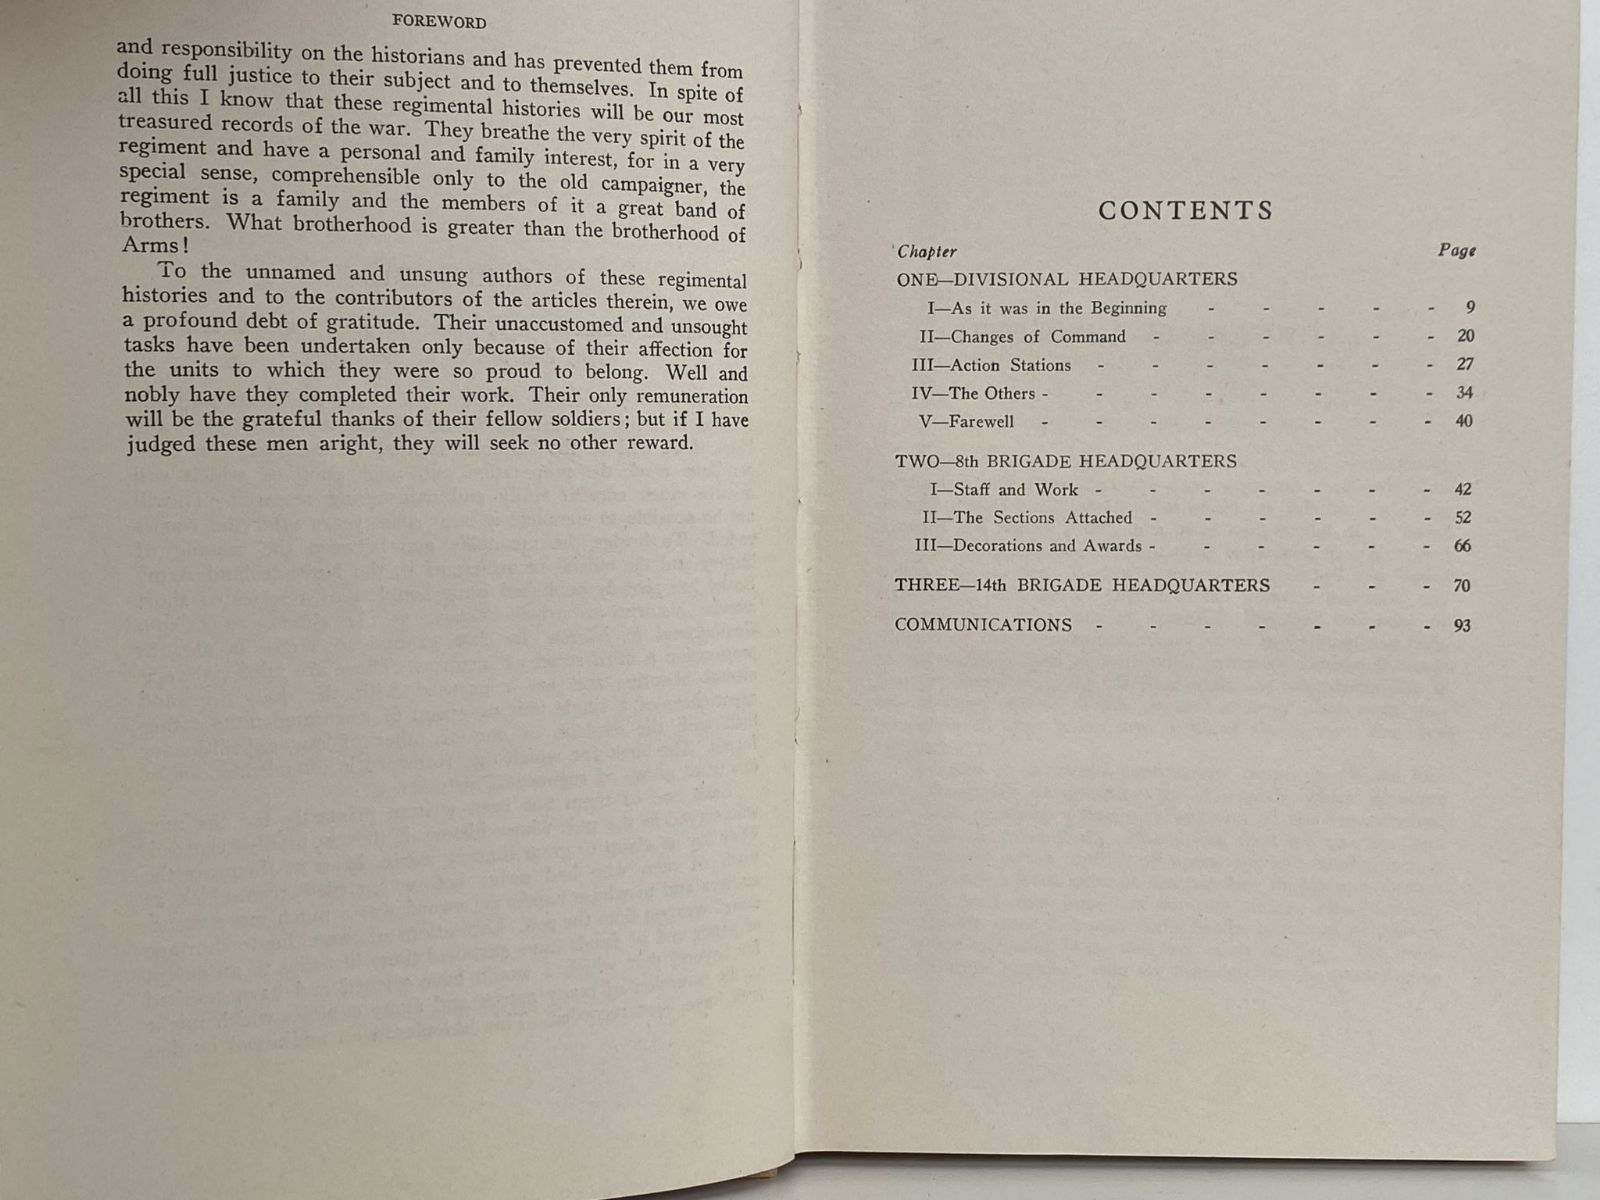 FOREWORD
and responsibility on the historians and has prevented them from
doing full justice to their subject and to themselves. In spite of
all this I know that these regimental histories will be our most
treasured records of the war. They breathe the very spirit of the
regiment and have a personal and family interest, for in a very
special sense, comprehensible only to the old campaigner, the
regiment is a family and the members of it a great band of
brothers. What brotherhood is greater than the brotherhood of
Arms!
To the unnamed and unsung authors of these regimental
histories and to the contributors of the articles therein, we owe
a profound debt of gratitude. Their unaccustomed and unsought
tasks have been undertaken only because of their affection for
the units to which they were so proud to belong. Well and
nobly have they completed their work. Their only remuneration
will be the grateful thanks of their fellow soldiers; but if I have
judged these men aright, they will seek no other reward.
CONTENTS
Chapter Page
ONE—DIVISIONAL HEADQUARTERS
I—As it was in the Beginning - - - - - 9
II—Changes of Command - - - - - - 20
III—Action Stations - - - - - - - 27
IV—The Others - - - - - - - - 34
V—Farewell - - - - - - - - 40
TWO—8th BRIGADE HEADQUARTERS
I—Staff and Work - - - - - - - 42
II—The Sections Attached - - - - - - 52
III—Decorations and Awards - - - - - - 66
THREE—14th BRIGADE HEADQUARTERS - - - 70
COMMUNICATIONS - - - - - - - 93